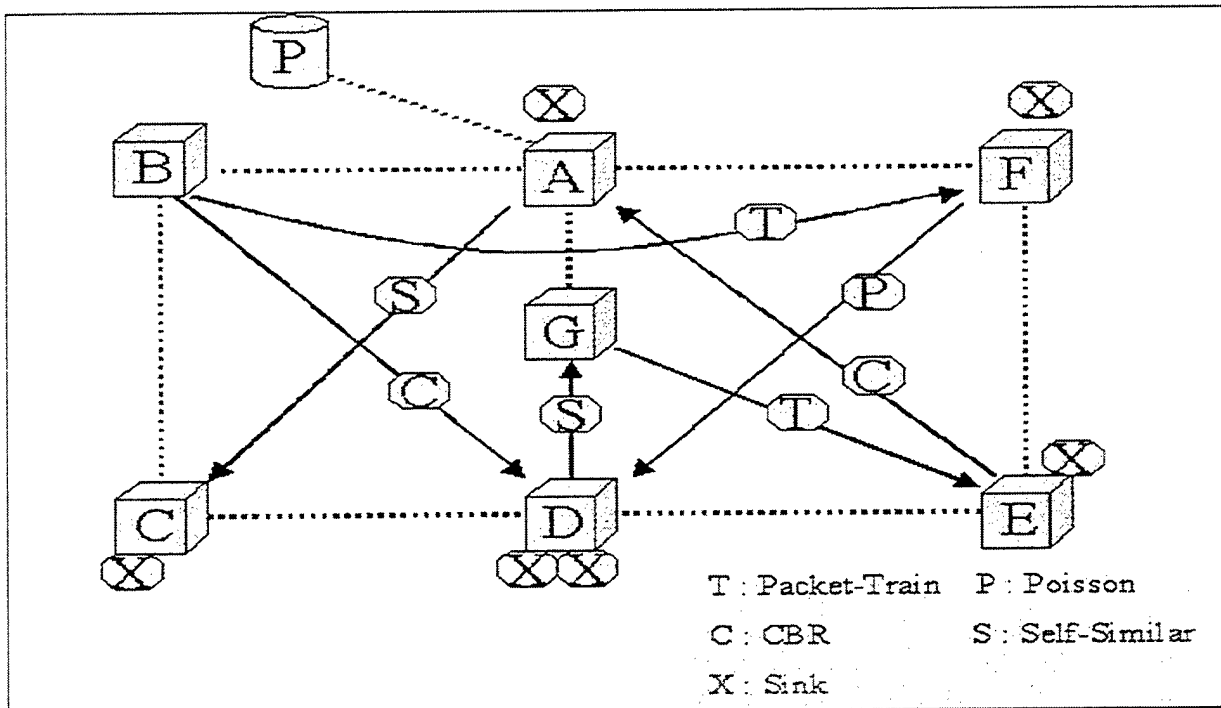 P
X
X
B
A
F
T
S
P
G
C
C
S
T
X
C
D
E
X
X X
T : Packet-Train P : Poisson
C : CBR S : Self-Similar
X : Sink